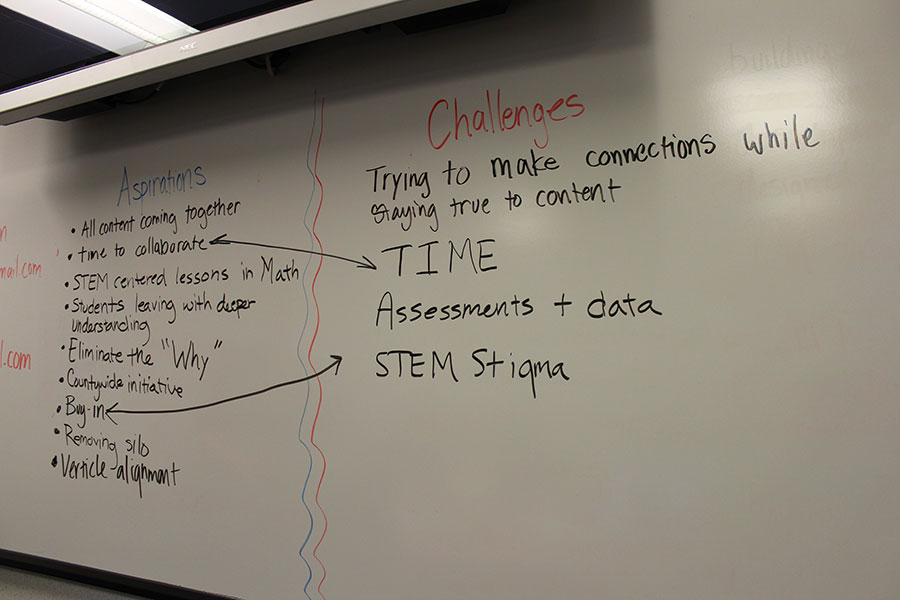 NEC
Aspirations
• All content coming together
• time to collaborate
• STEM centered lessons in Math
• Students leaving with deeper
understanding
• Eliminate the "Why"
• Countywide initiative
• Buy-in
• Removing silo
• Verticle alignment
Challenges
Trying to make connections while
staying true to content
TIME
Assessments + data
STEM Stigma
mail.com
l.com
building